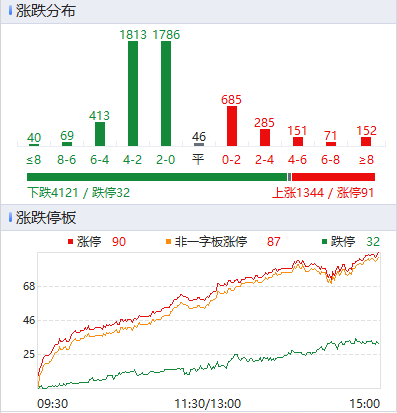 涨跌分布
40 69 413 1813 1786 46 685 285 151 71 152
≤8 8-6 6-4 4-2 2-0 平 0-2 2-4 4-6 6-8 ≥8
下跌4121 / 跌停32 上涨1344 / 涨停91
涨跌停板
涨停 90 非一字板涨停 87 跌停 32
68
46
25
09:30 11:30/13:00 15:00